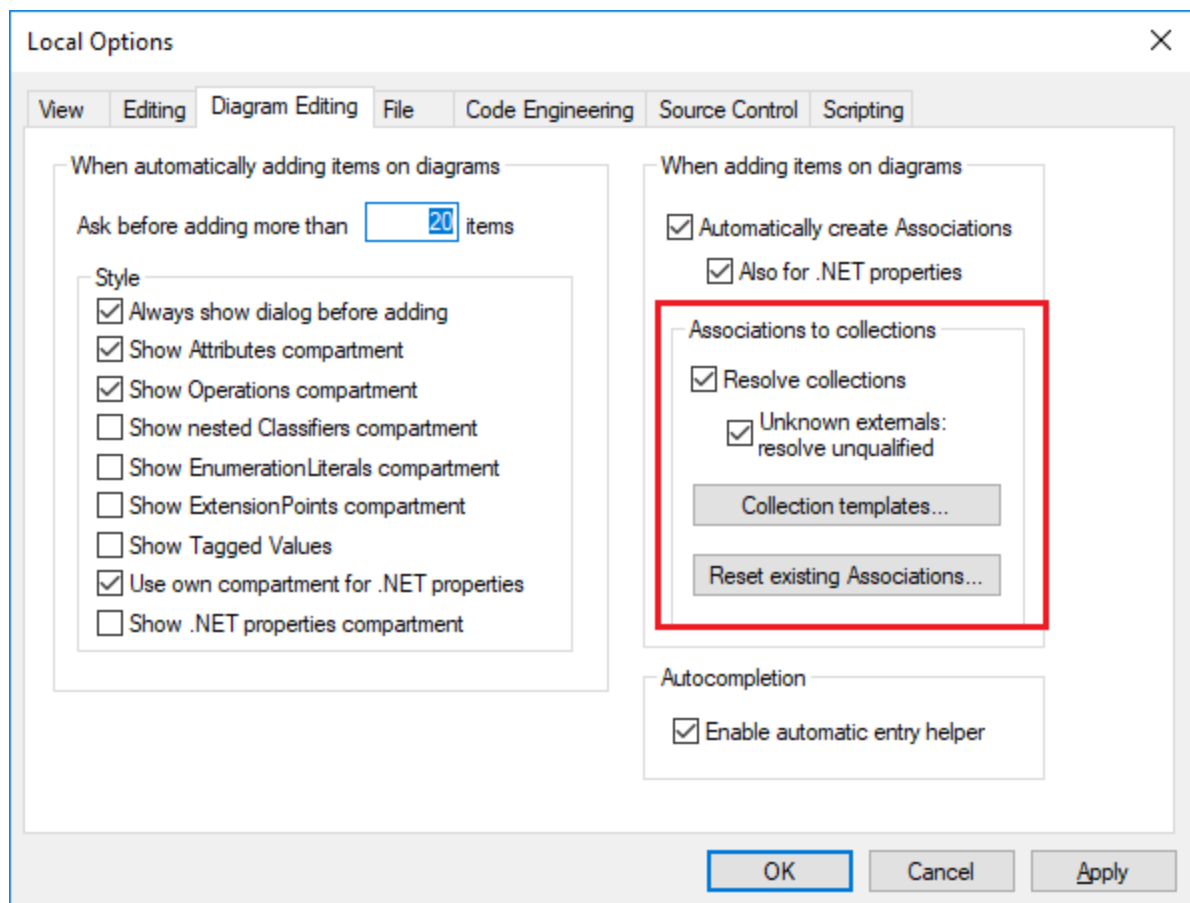 Local Options
View Editing Diagram Editing File Code Engineering Source Control Scripting
When automatically adding items on diagrams
Ask before adding more than 20 items
Style
Always show dialog before adding
Show Attributes compartment
Show Operations compartment
Show nested Classifiers compartment
Show EnumerationLiterals compartment
Show ExtensionPoints compartment
Show Tagged Values
Use own compartment for .NET properties
Show .NET properties compartment
When adding items on diagrams
Automatically create Associations
Also for .NET properties
Associations to collections
Resolve collections
Unknown externals:
resolve unqualified
Collection templates...
Reset existing Associations...
Autocompletion
Enable automatic entry helper
OK Cancel Apply